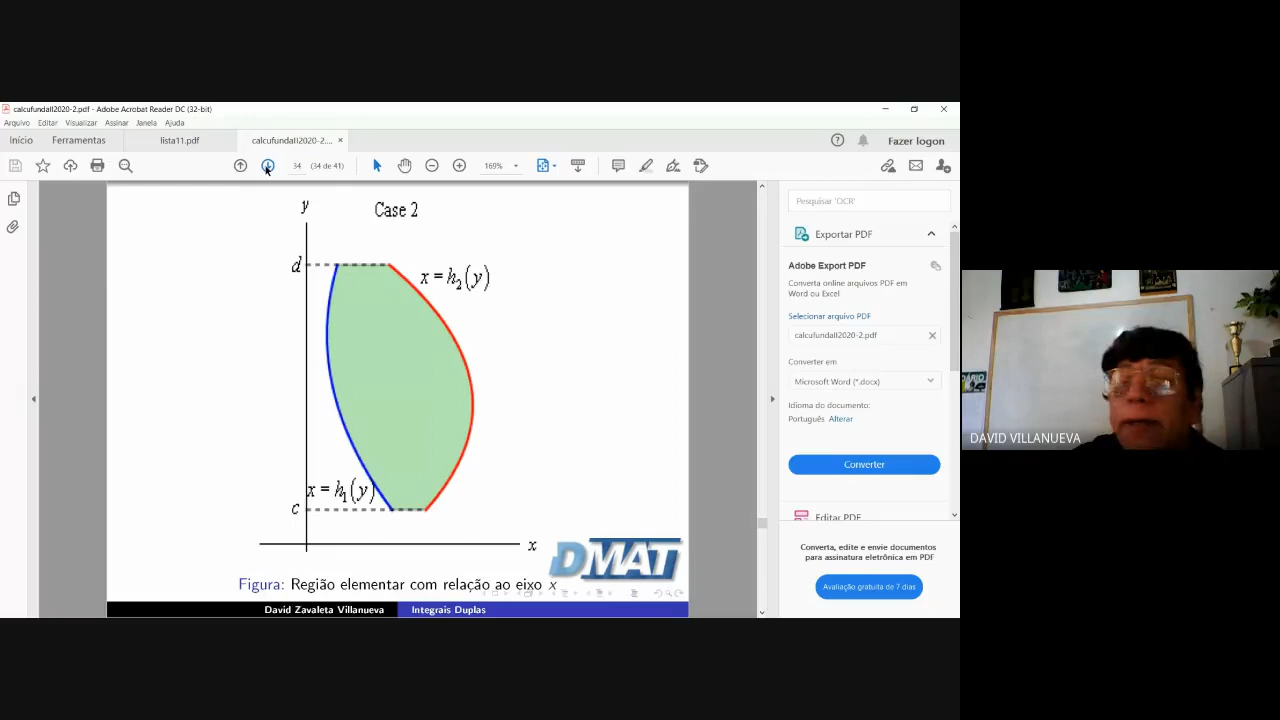 calcufundaII2020-2.pdf - Adobe Acrobat Reader DC (32-bit)
Arquivo Editar Visualizar Assinar Janela Ajuda
Início Ferramentas lista11.pdf calcufundaII2020-2.... × Fazer logon
34 (34 de 41) 169%
Pesquisar 'OCR'
Exportar PDF
Adobe Export PDF
Converta online arquivos PDF em
Word ou Excel
Selecionar arquivo PDF
calcufundaII2020-2.pdf
Converter em
Microsoft Word (*.docx)
Idioma do documento:
Português Alterar
Converter
Editar PDF
Converta, edite e envie documentos
para assinatura eletrônica em PDF
Avaliação gratuita de 7 dias
y
Case 2
d
x = h₂(y)
x = h₁(y)
c
x
DMAT
Figura: Região elementar com relação ao eixo x
David Zavaleta Villanueva Integrais Duplas
DAVID VILLANUEVA